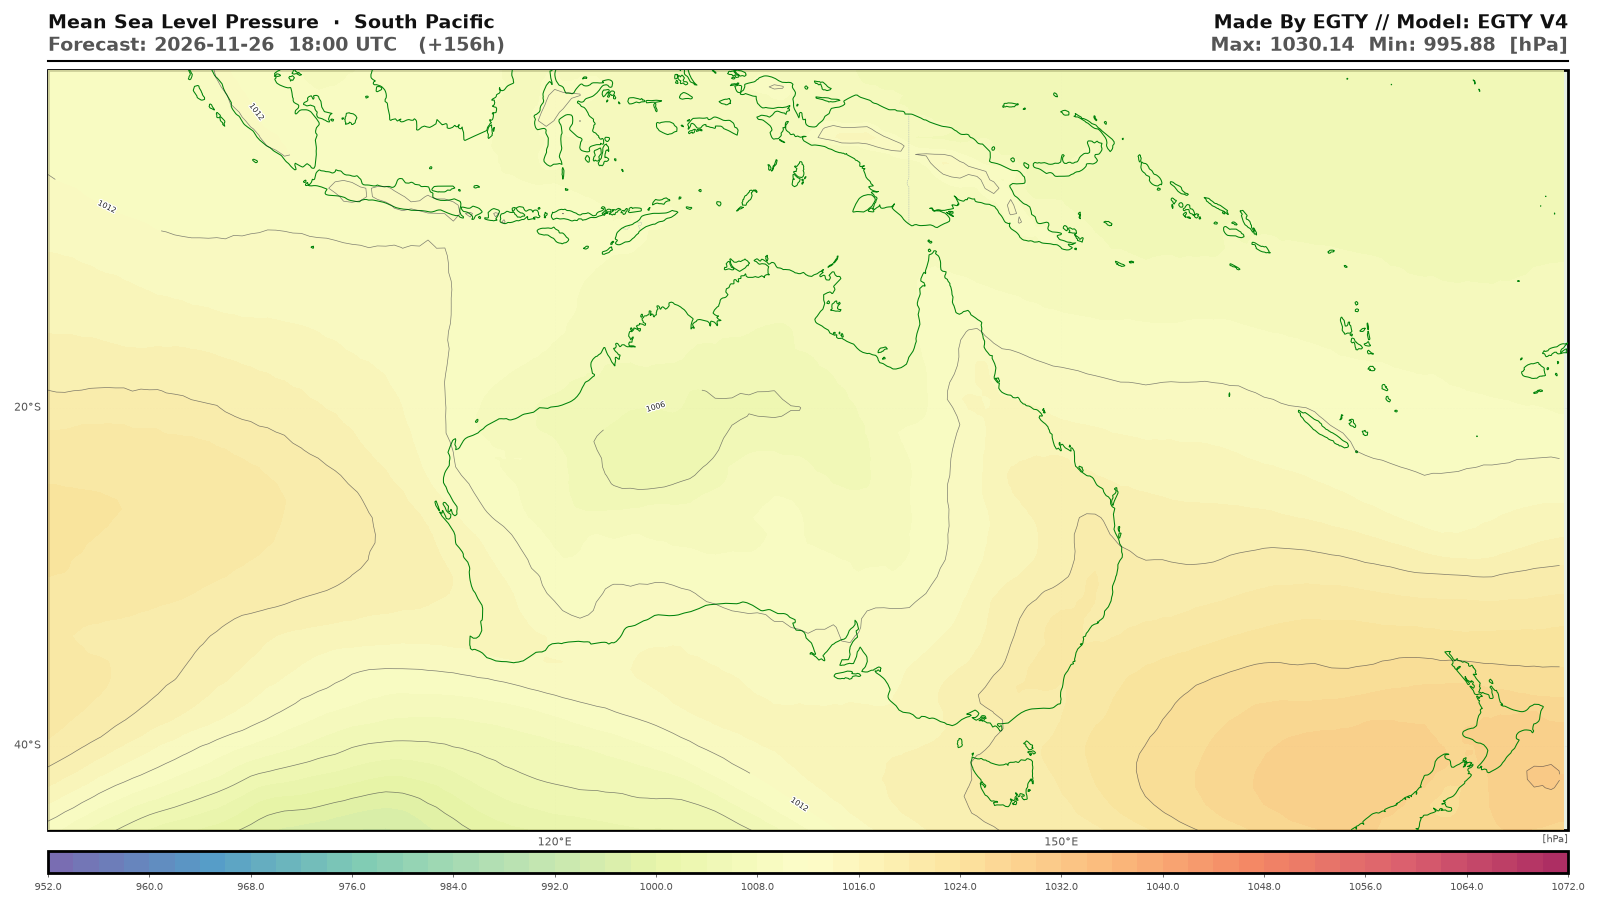 Mean Sea Level Pressure · South Pacific
Made By EGTY // Model: EGTY V4
Forecast: 2026-11-26 18:00 UTC (+156h)
Max: 1030.14 Min: 995.88 [hPa]
1012
1012
20°S
1006
40°S
1012
120°E
150°E
[hPa]
952.0 960.0 968.0 976.0 984.0 992.0 1000.0 1008.0 1016.0 1024.0 1032.0 1040.0 1048.0 1056.0 1064.0 1072.0